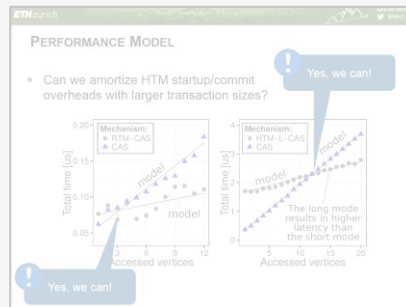 ETH zürich
PERFORMANCE MODEL
Can we amortize HTM startup/commit
overheads with larger transaction sizes?
Yes, we can!
Mechanism:
RTM-CAS
CAS
model
model
Total time [us]
0.20
0.15
0.10
0.05
3
6
9
12
Accessed vertices
Mechanism:
HTM-L-CAS
CAS
model
model
The long mode
results in higher
latency than
the short mode
Total time [us]
4
3
2
1
0
0
5
10
15
20
Accessed vertices
Yes, we can!